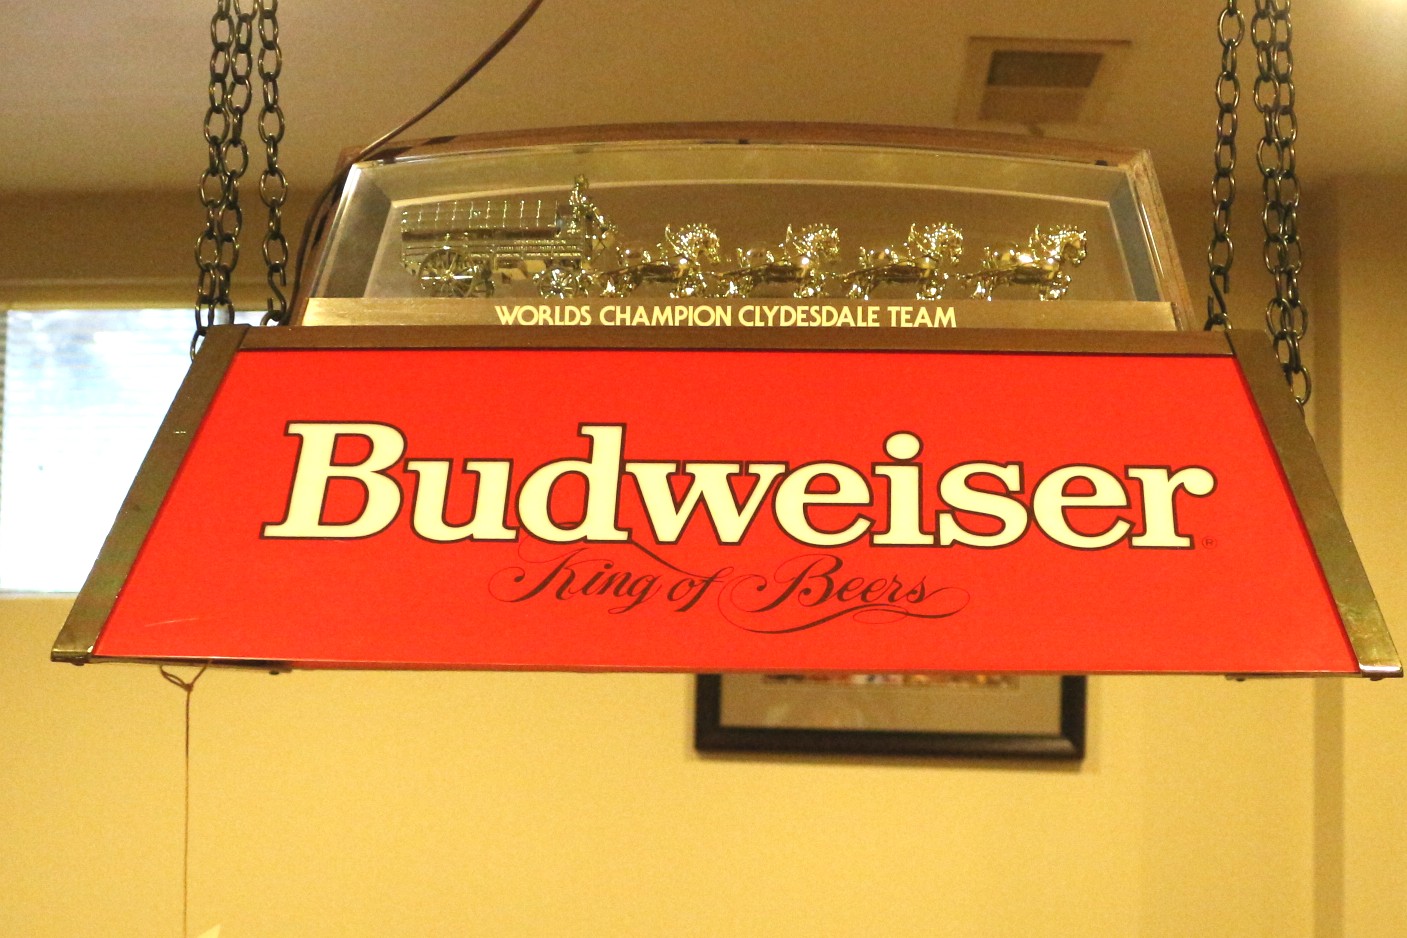 WORLDS CHAMPION CLYDESDALE TEAM
Budweiser®
King of Beers